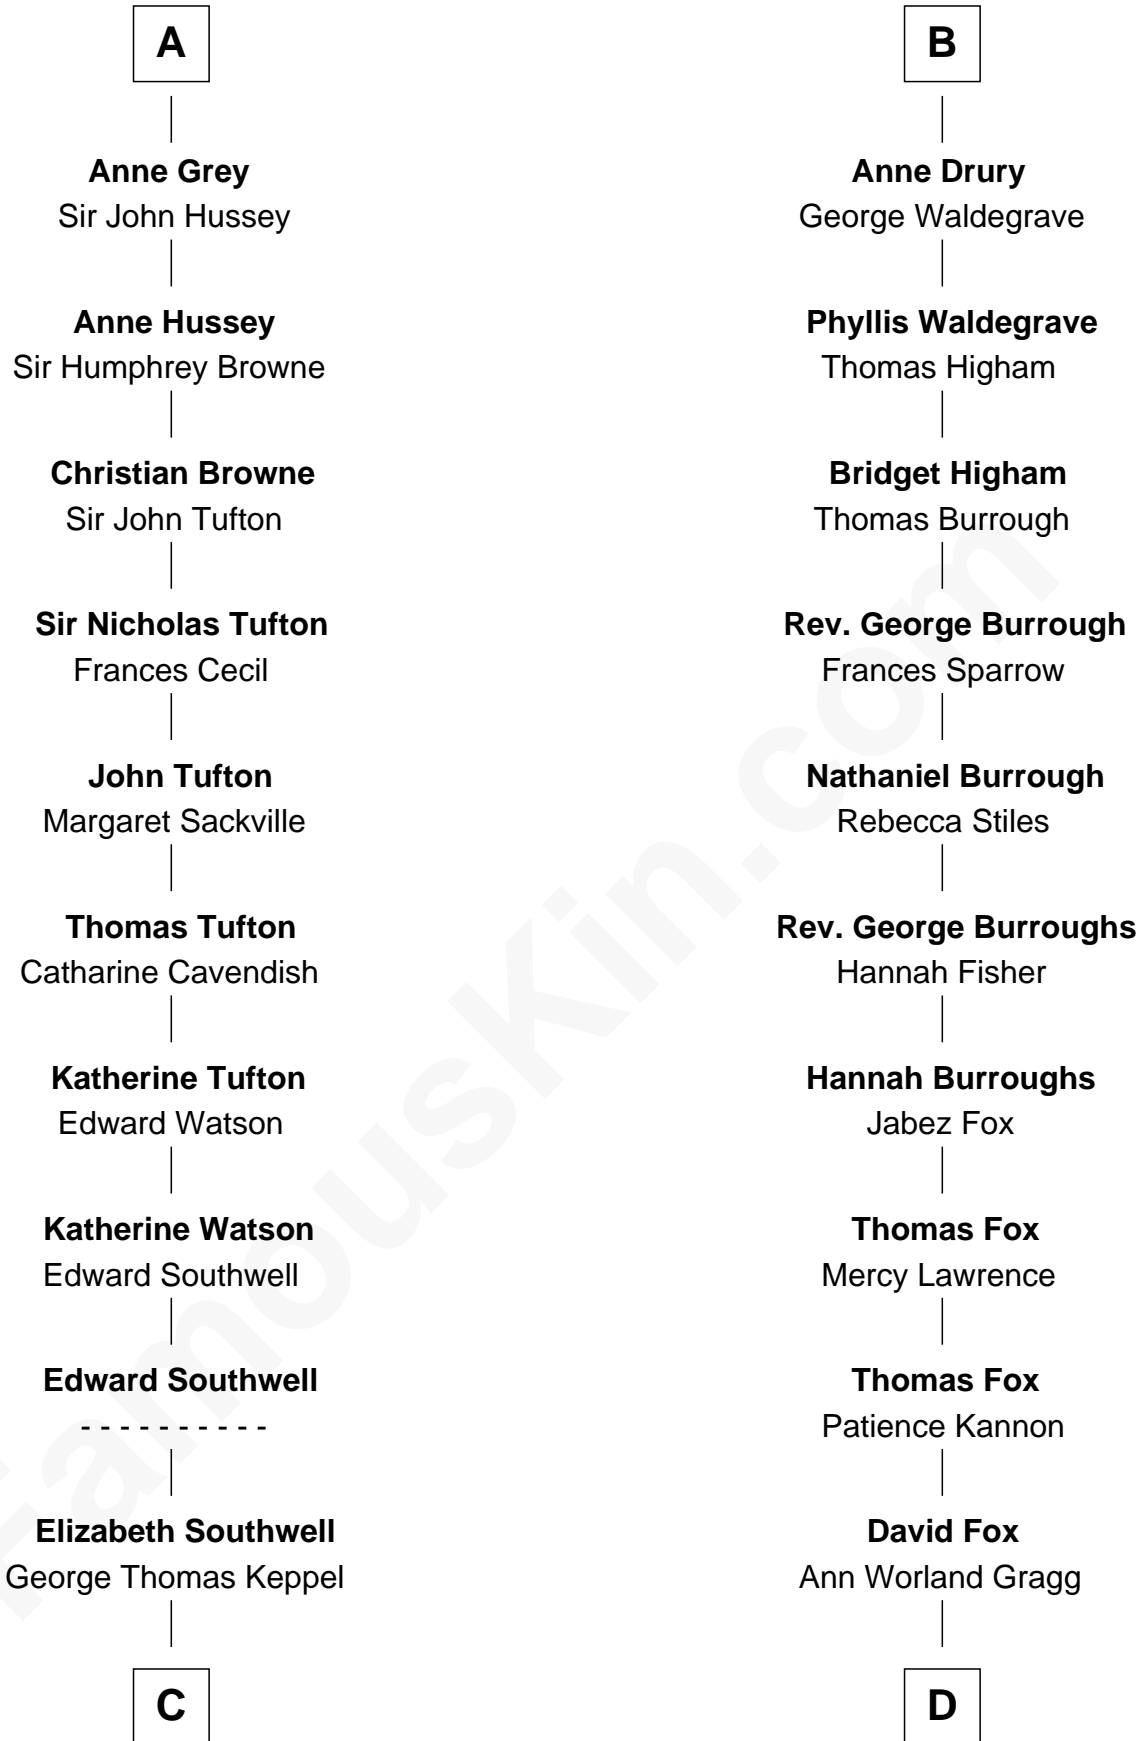 A
Anne Grey
Sir John Hussey
Anne Hussey
Sir Humphrey Browne
Christian Browne
Sir John Tufton
Sir Nicholas Tufton
Frances Cecil
John Tufton
Margaret Sackville
Thomas Tufton
Catharine Cavendish
Katherine Tufton
Edward Watson
Katherine Watson
Edward Southwell
Edward Southwell
- - - - - - - - - -
Elizabeth Southwell
George Thomas Keppel
C
B
Anne Drury
George Waldegrave
Phyllis Waldegrave
Thomas Higham
Bridget Higham
Thomas Burrough
Rev. George Burrough
Frances Sparrow
Nathaniel Burrough
Rebecca Stiles
Rev. George Burroughs
Hannah Fisher
Hannah Burroughs
Jabez Fox
Thomas Fox
Mercy Lawrence
Thomas Fox
Patience Kannon
David Fox
Ann Worland Gragg
D
FamousKin.com